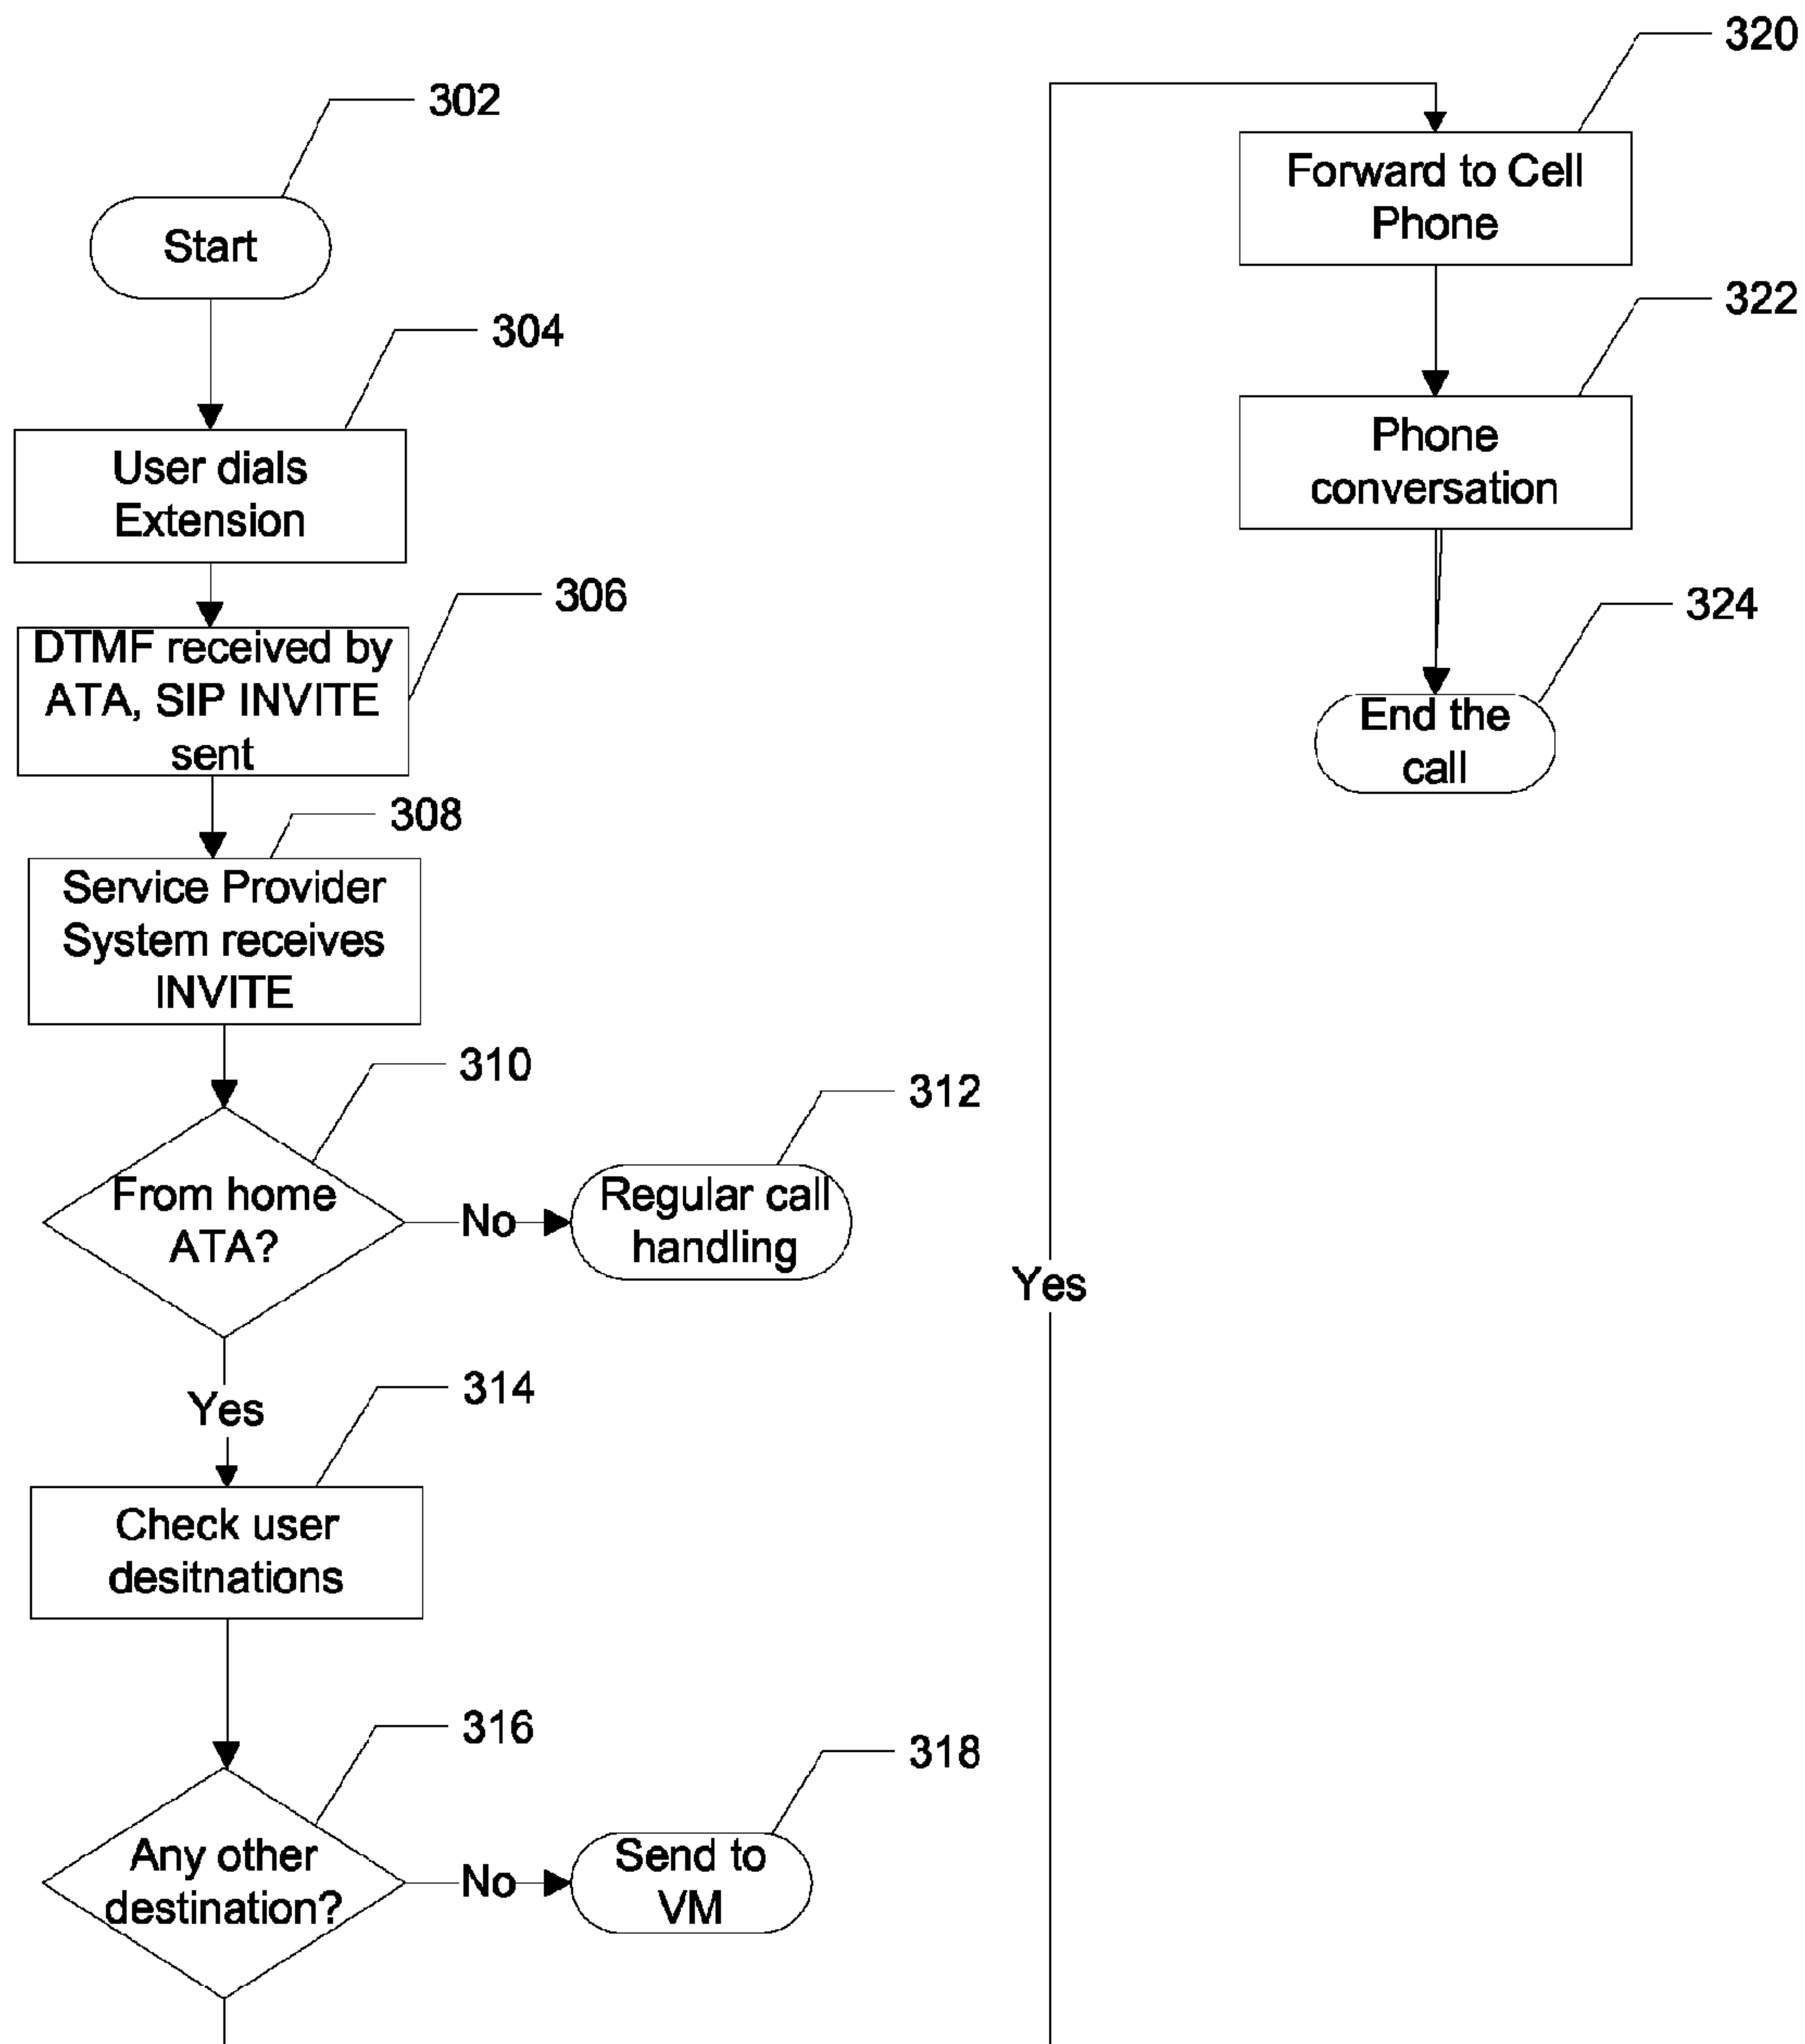 302
Start
304
User dials
Extension
306
DTMF received by
ATA, SIP INVITE
sent
308
Service Provider
System receives
INVITE
310
From home
ATA?
No
312
Regular call
handling
Yes
314
Check user
desitnations
316
Any other
destination?
No
318
Send to
VM
Yes
320
Forward to Cell
Phone
322
Phone
conversation
324
End the
call